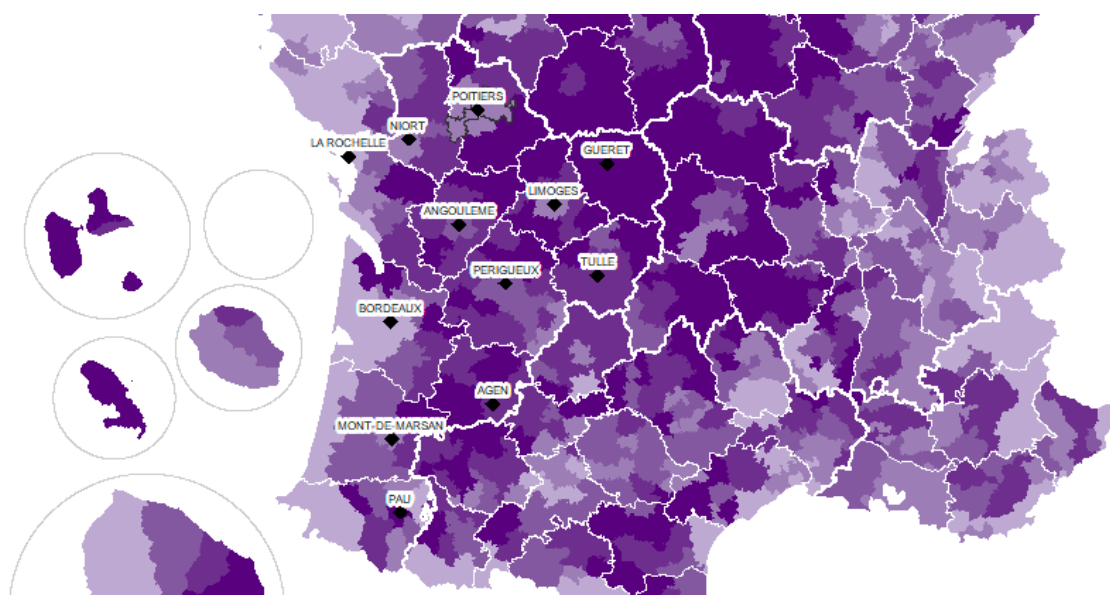 POITIERS
NIORT
LA ROCHELLE
GUERET
LIMOGES
ANGOULEME
TULLE
PERIGUEUX
BORDEAUX
AGEN
MONT-DE-MARSAN
PAU